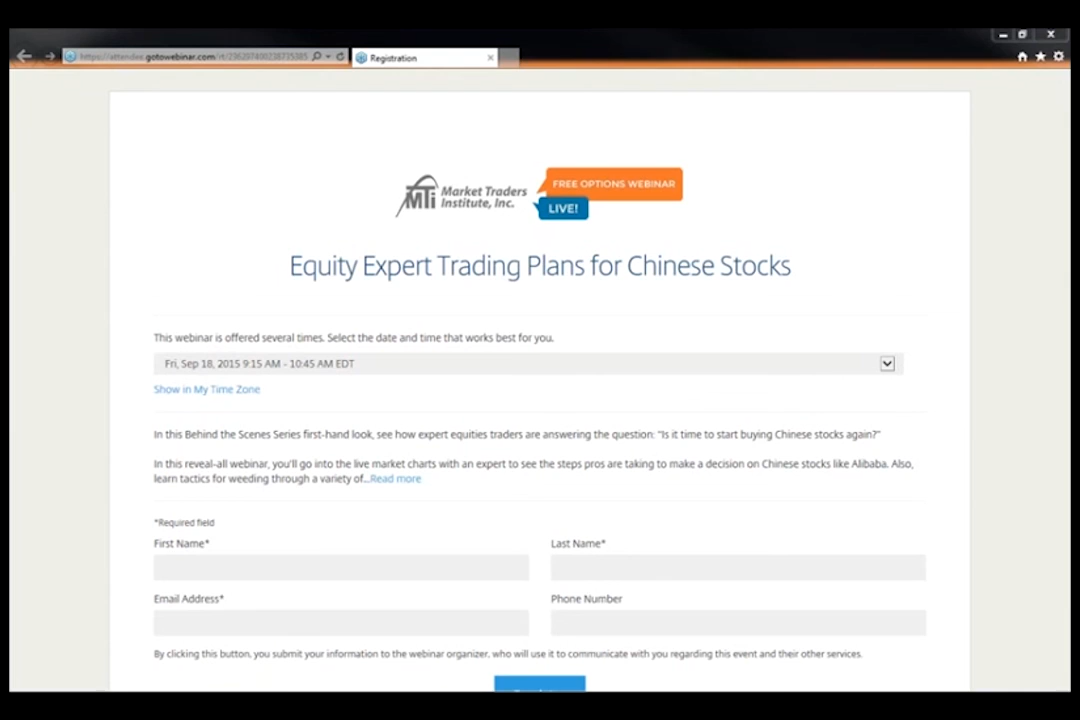 gotowebinar.com
Registration
MTI Market Traders
Institute, Inc.
FREE OPTIONS WEBINAR
LIVE!
Equity Expert Trading Plans for Chinese Stocks
This webinar is offered several times. Select the date and time that works best for you.
Fri, Sep 18, 2015 9:15 AM - 10:45 AM EDT
Show in My Time Zone
In this Behind the Scenes Series first-hand look, see how expert equities traders are answering the question: "Is it time to start buying Chinese stocks again?"
In this reveal-all webinar, you'll go into the live market charts with an expert to see the steps pros are taking to make a decision on Chinese stocks like Alibaba. Also,
learn tactics for weeding through a variety of...Read more
*Required field
First Name* Last Name*
Email Address* Phone Number
By clicking this button, you submit your information to the webinar organizer, who will use it to communicate with you regarding this event and their other services.